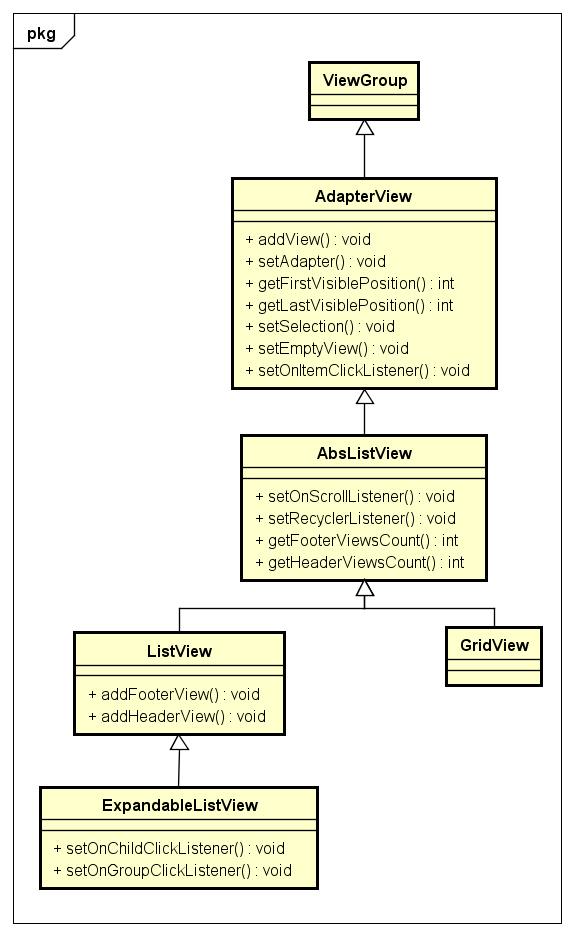 pkg
ViewGroup
AdapterView
+ addView() : void
+ setAdapter() : void
+ getFirstVisiblePosition() : int
+ getLastVisiblePosition() : int
+ setSelection() : void
+ setEmptyView() : void
+ setOnItemClickListener() : void
AbsListView
+ setOnScrollListener() : void
+ setRecyclerListener() : void
+ getFooterViewsCount() : int
+ getHeaderViewsCount() : int
ListView
+ addFooterView() : void
+ addHeaderView() : void
GridView
ExpandableListView
+ setOnChildClickListener() : void
+ setOnGroupClickListener() : void